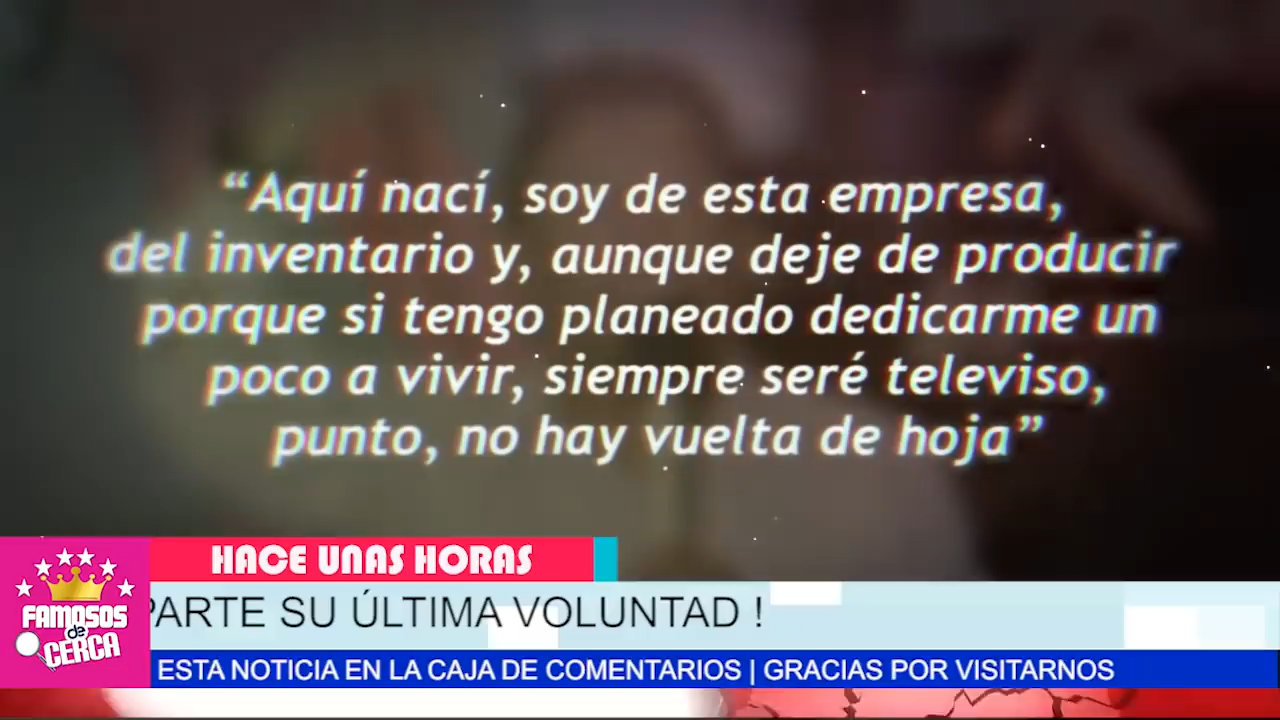 “Aquí nací, soy de esta empresa,
del inventario y, aunque deje de producir
porque si tengo planeado dedicarme un
poco a vivir, siempre seré televiso,
punto, no hay vuelta de hoja”
HACE UNAS HORAS
PARTE SU ÚLTIMA VOLUNTAD !
FAMOSOS
de
CERCA
ESTA NOTICIA EN LA CAJA DE COMENTARIOS | GRACIAS POR VISITARNOS